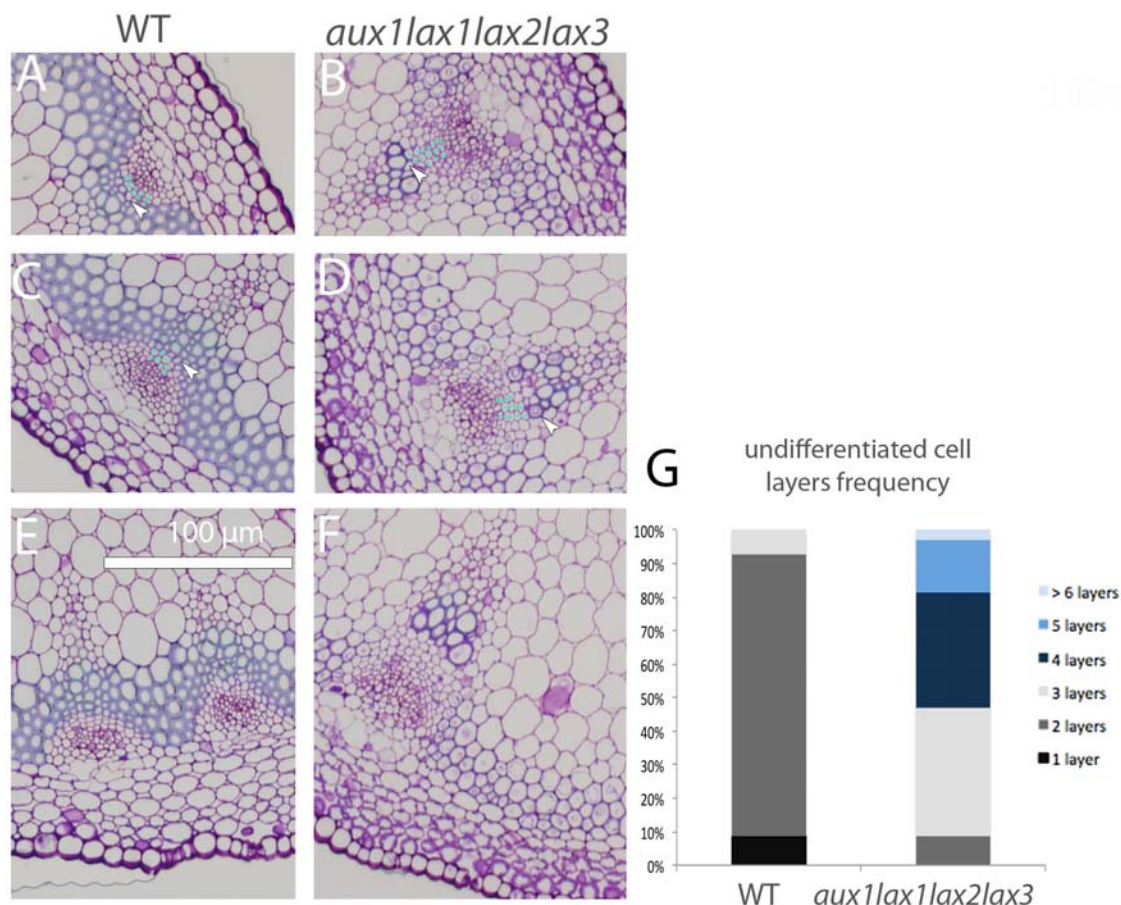 WT
aux1lax1lax2lax3
A
B
C
D
E
100 µm
F
G
undifferentiated cell
layers frequency
100%
90%
80%
70%
60%
50%
40%
30%
20%
10%
0%
> 6 layers
5 layers
4 layers
3 layers
2 layers
1 layer
WT
aux1lax1lax2lax3